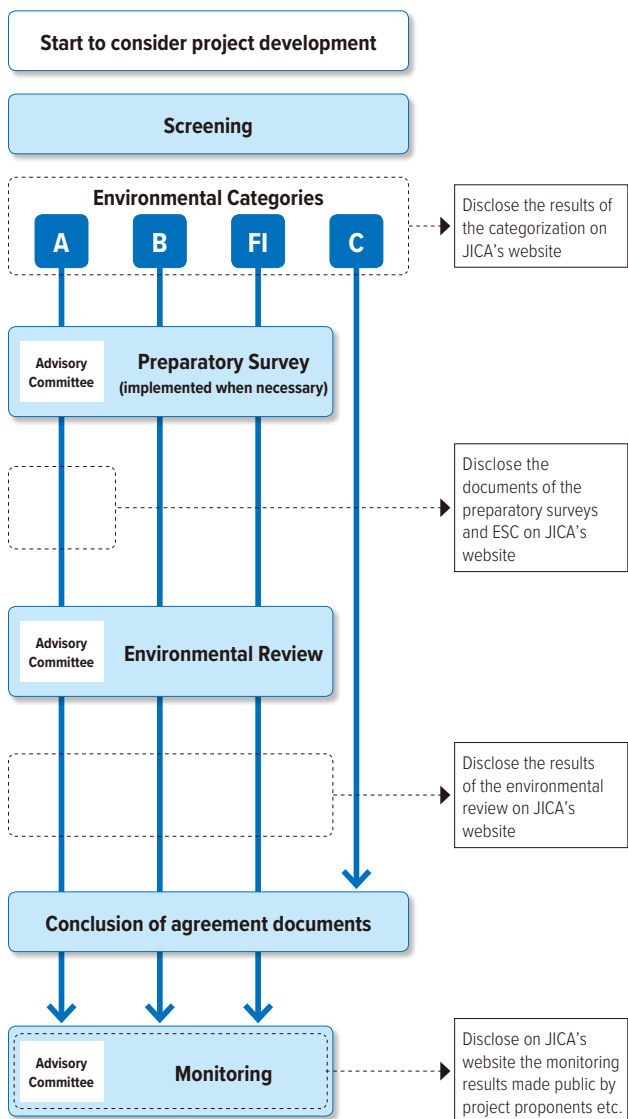 Start to consider project development
Screening
Environmental Categories
A
B
FI
C
Disclose the results of
the categorization on
JICA's website
Advisory
Committee
Preparatory Survey
(implemented when necessary)
Disclose the
documents of the
preparatory surveys
and ESC on JICA's
website
Advisory
Committee
Environmental Review
Disclose the results
of the environmental
review on JICA's
website
Conclusion of agreement documents
Advisory
Committee
Monitoring
Disclose on JICA's
website the monitoring
results made public by
project proponents etc.